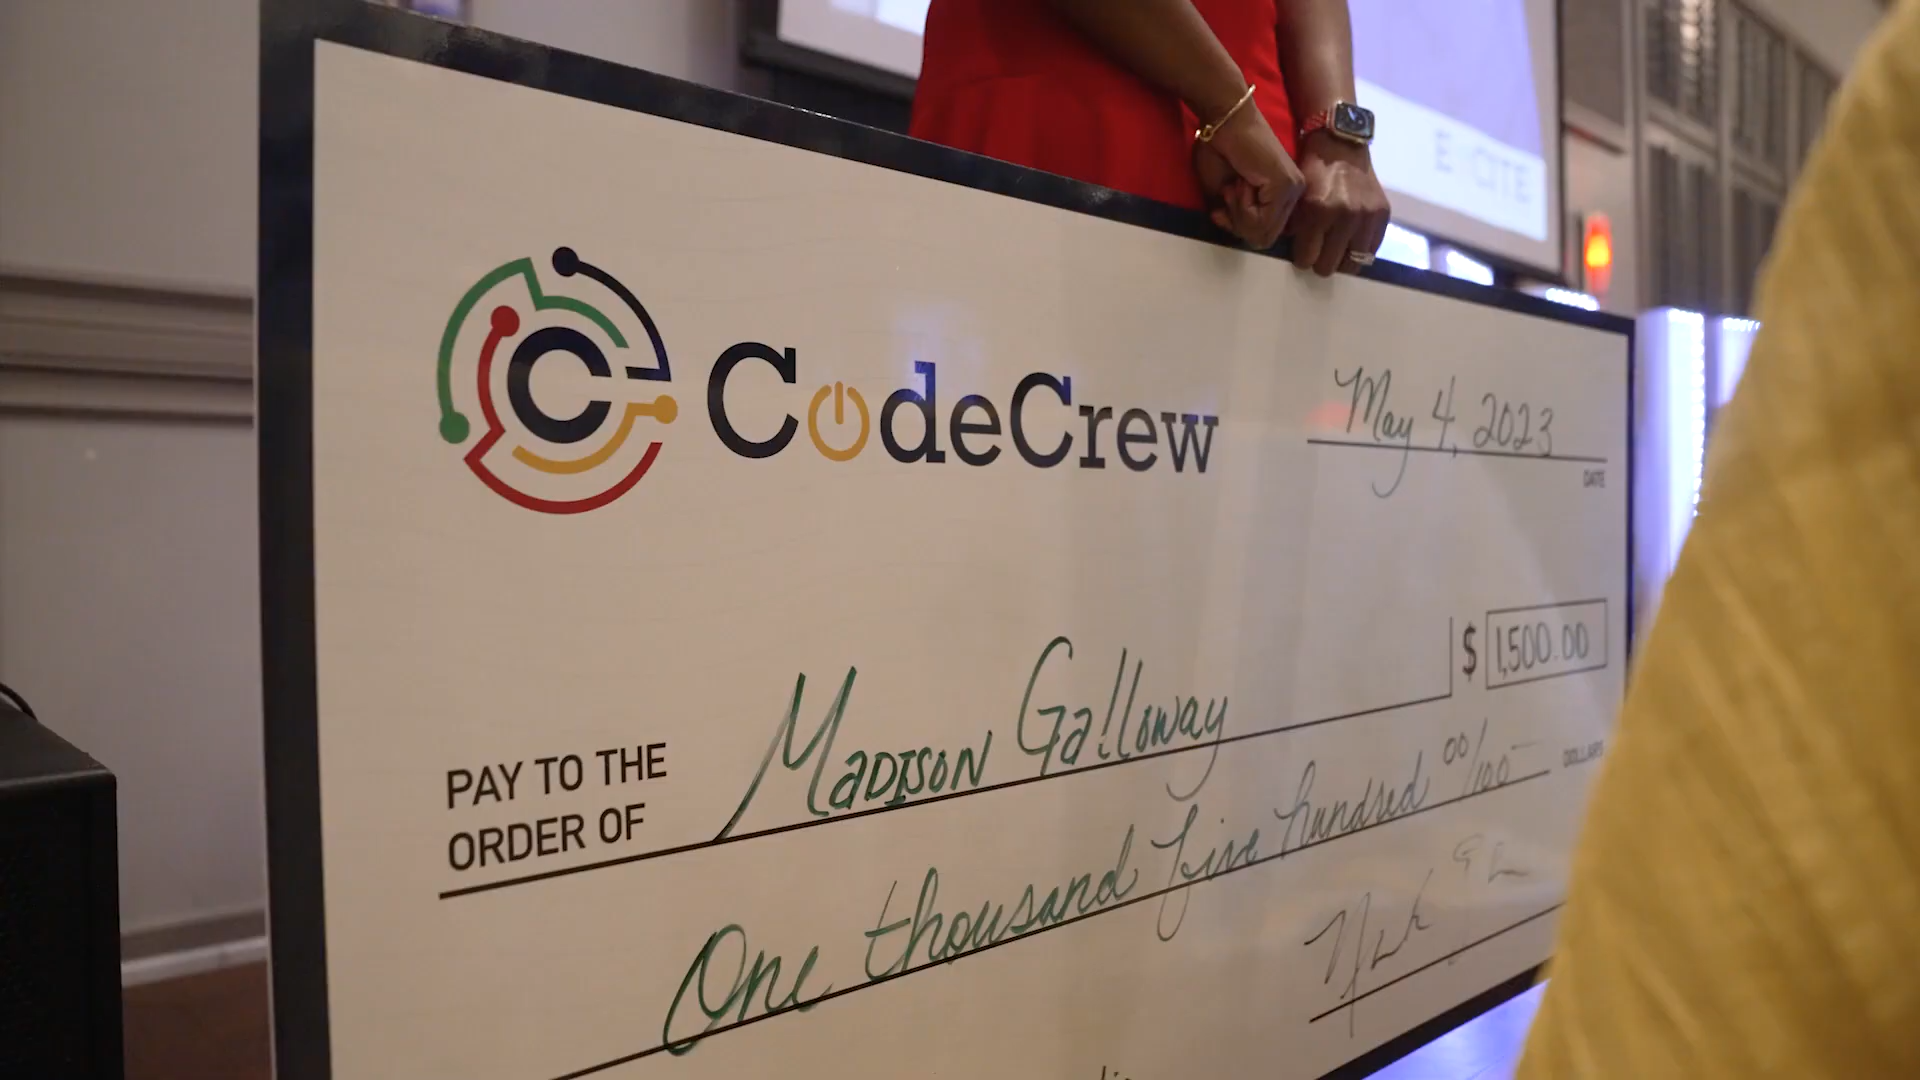 E CITE
C CodeCrew
May 4, 2023
DATE
$ 1,500.00
PAY TO THE
ORDER OF
Madison Galloway
One thousand five hundred 00/100
DOLLARS